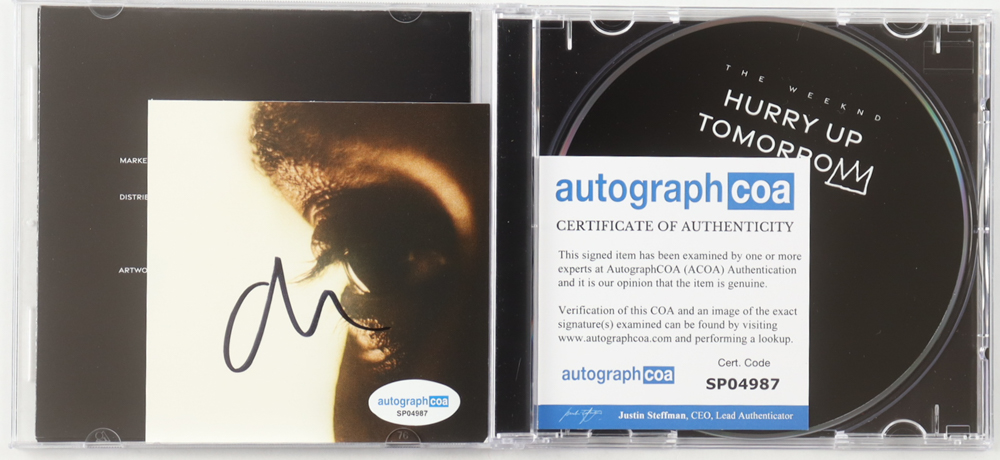 MARKE
DISTRIB
ARTWO
autographcoa
SP04987
THE WEEKND
HURRY UP
TOMORROW
autographcoa
CERTIFICATE OF AUTHENTICITY
This signed item has been examined by one or more
experts at AutographCOA (ACOA) Authentication
and it is our opinion that the item is genuine.
Verification of this COA and an image of the exact
signature(s) examined can be found by visiting
www.autographcoa.com and performing a lookup.
autographcoa
Cert. Code
SP04987
Justin Steffman, CEO, Lead Authenticator